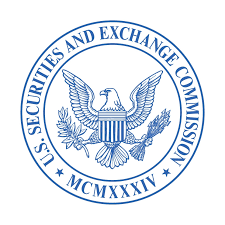 U.S. SECURITIES AND EXCHANGE COMMISSION
MCMXXXIV